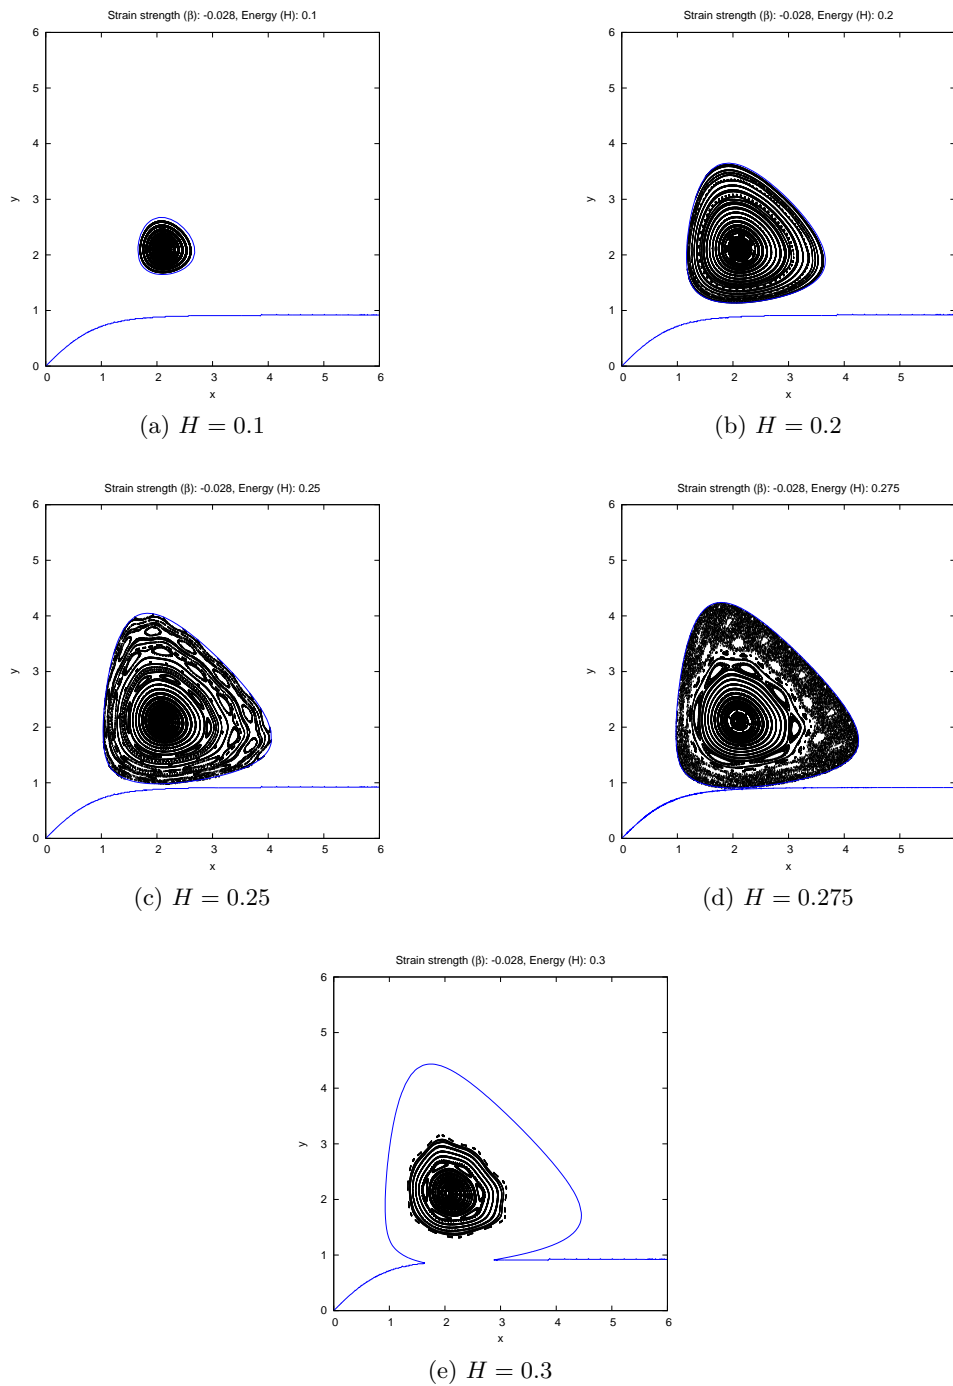 Strain strength (β): -0.028, Energy (H): 0.1
6
5
4
3
2
1
0
y
0 1 2 3 4 5 6
x
(a) H = 0.1
Strain strength (β): -0.028, Energy (H): 0.2
6
5
4
3
2
1
0
y
0 1 2 3 4 5
x
(b) H = 0.2
Strain strength (β): -0.028, Energy (H): 0.25
6
5
4
3
2
1
0
y
0 1 2 3 4 5 6
x
(c) H = 0.25
Strain strength (β): -0.028, Energy (H): 0.275
6
5
4
3
2
1
0
y
0 1 2 3 4 5
x
(d) H = 0.275
Strain strength (β): -0.028, Energy (H): 0.3
6
5
4
3
2
1
0
y
0 1 2 3 4 5 6
x
(e) H = 0.3